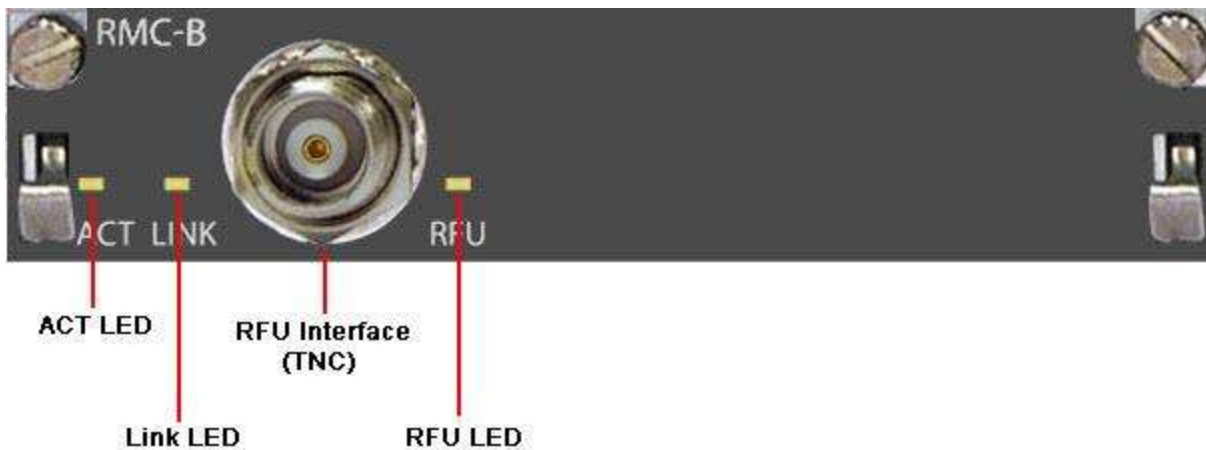 RMC-B
ACT LINK RFU
ACT LED
RFU Interface
(TNC)
Link LED
RFU LED